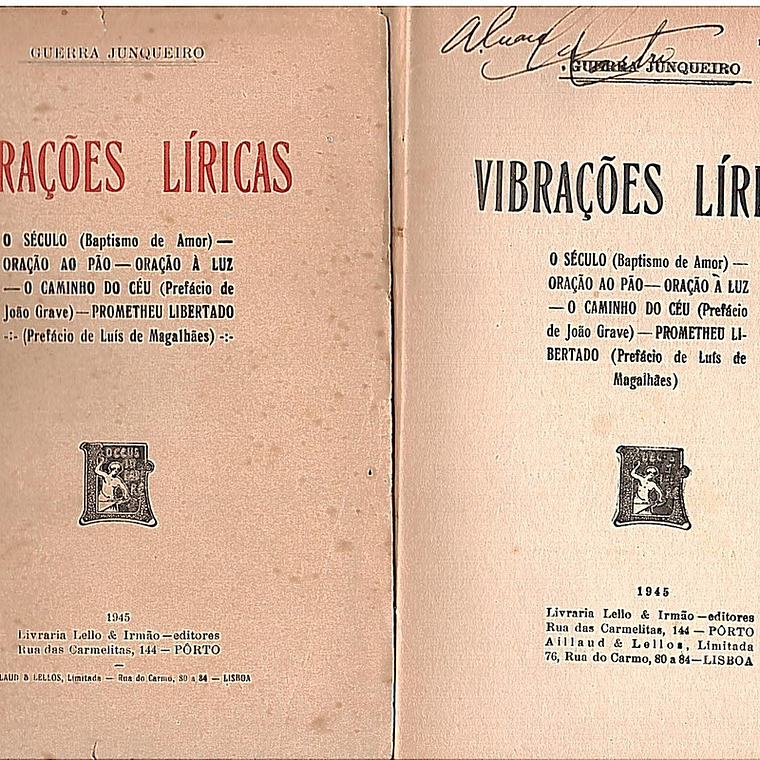 GUERRA JUNQUEIRO
RAÇÕES LÍRICAS
O SÉCULO (Baptismo de Amor) —
ORAÇÃO AO PÃO — ORAÇÃO À LUZ
— O CAMINHO DO CÉU (Prefácio de
João Grave) — PROMETHEU LIBERTADO
-:- (Prefácio de Luís de Magalhães) -:-
1945
Livraria Lello & Irmão — editores
Rua das Carmelitas, 144 — PÔRTO
LAUD & LELLOS, Limitada — Rua do Carmo, 80 a 84 — LISBOA
GUERRA JUNQUEIRO
VIBRAÇÕES LÍRI
O SÉCULO (Baptismo de Amor) —
ORAÇÃO AO PÃO — ORAÇÃO À LUZ
— O CAMINHO DO CÉU (Prefácio
de João Grave) — PROMETHEU LI-
BERTADO (Prefácio de Luís de
Magalhães)
1945
Livraria Lello & Irmão — editores
Rua das Carmelitas, 144 — PÔRTO
Aillaud & Lellos, Limitada
76, Rua do Carmo, 80 a 84 — LISBOA